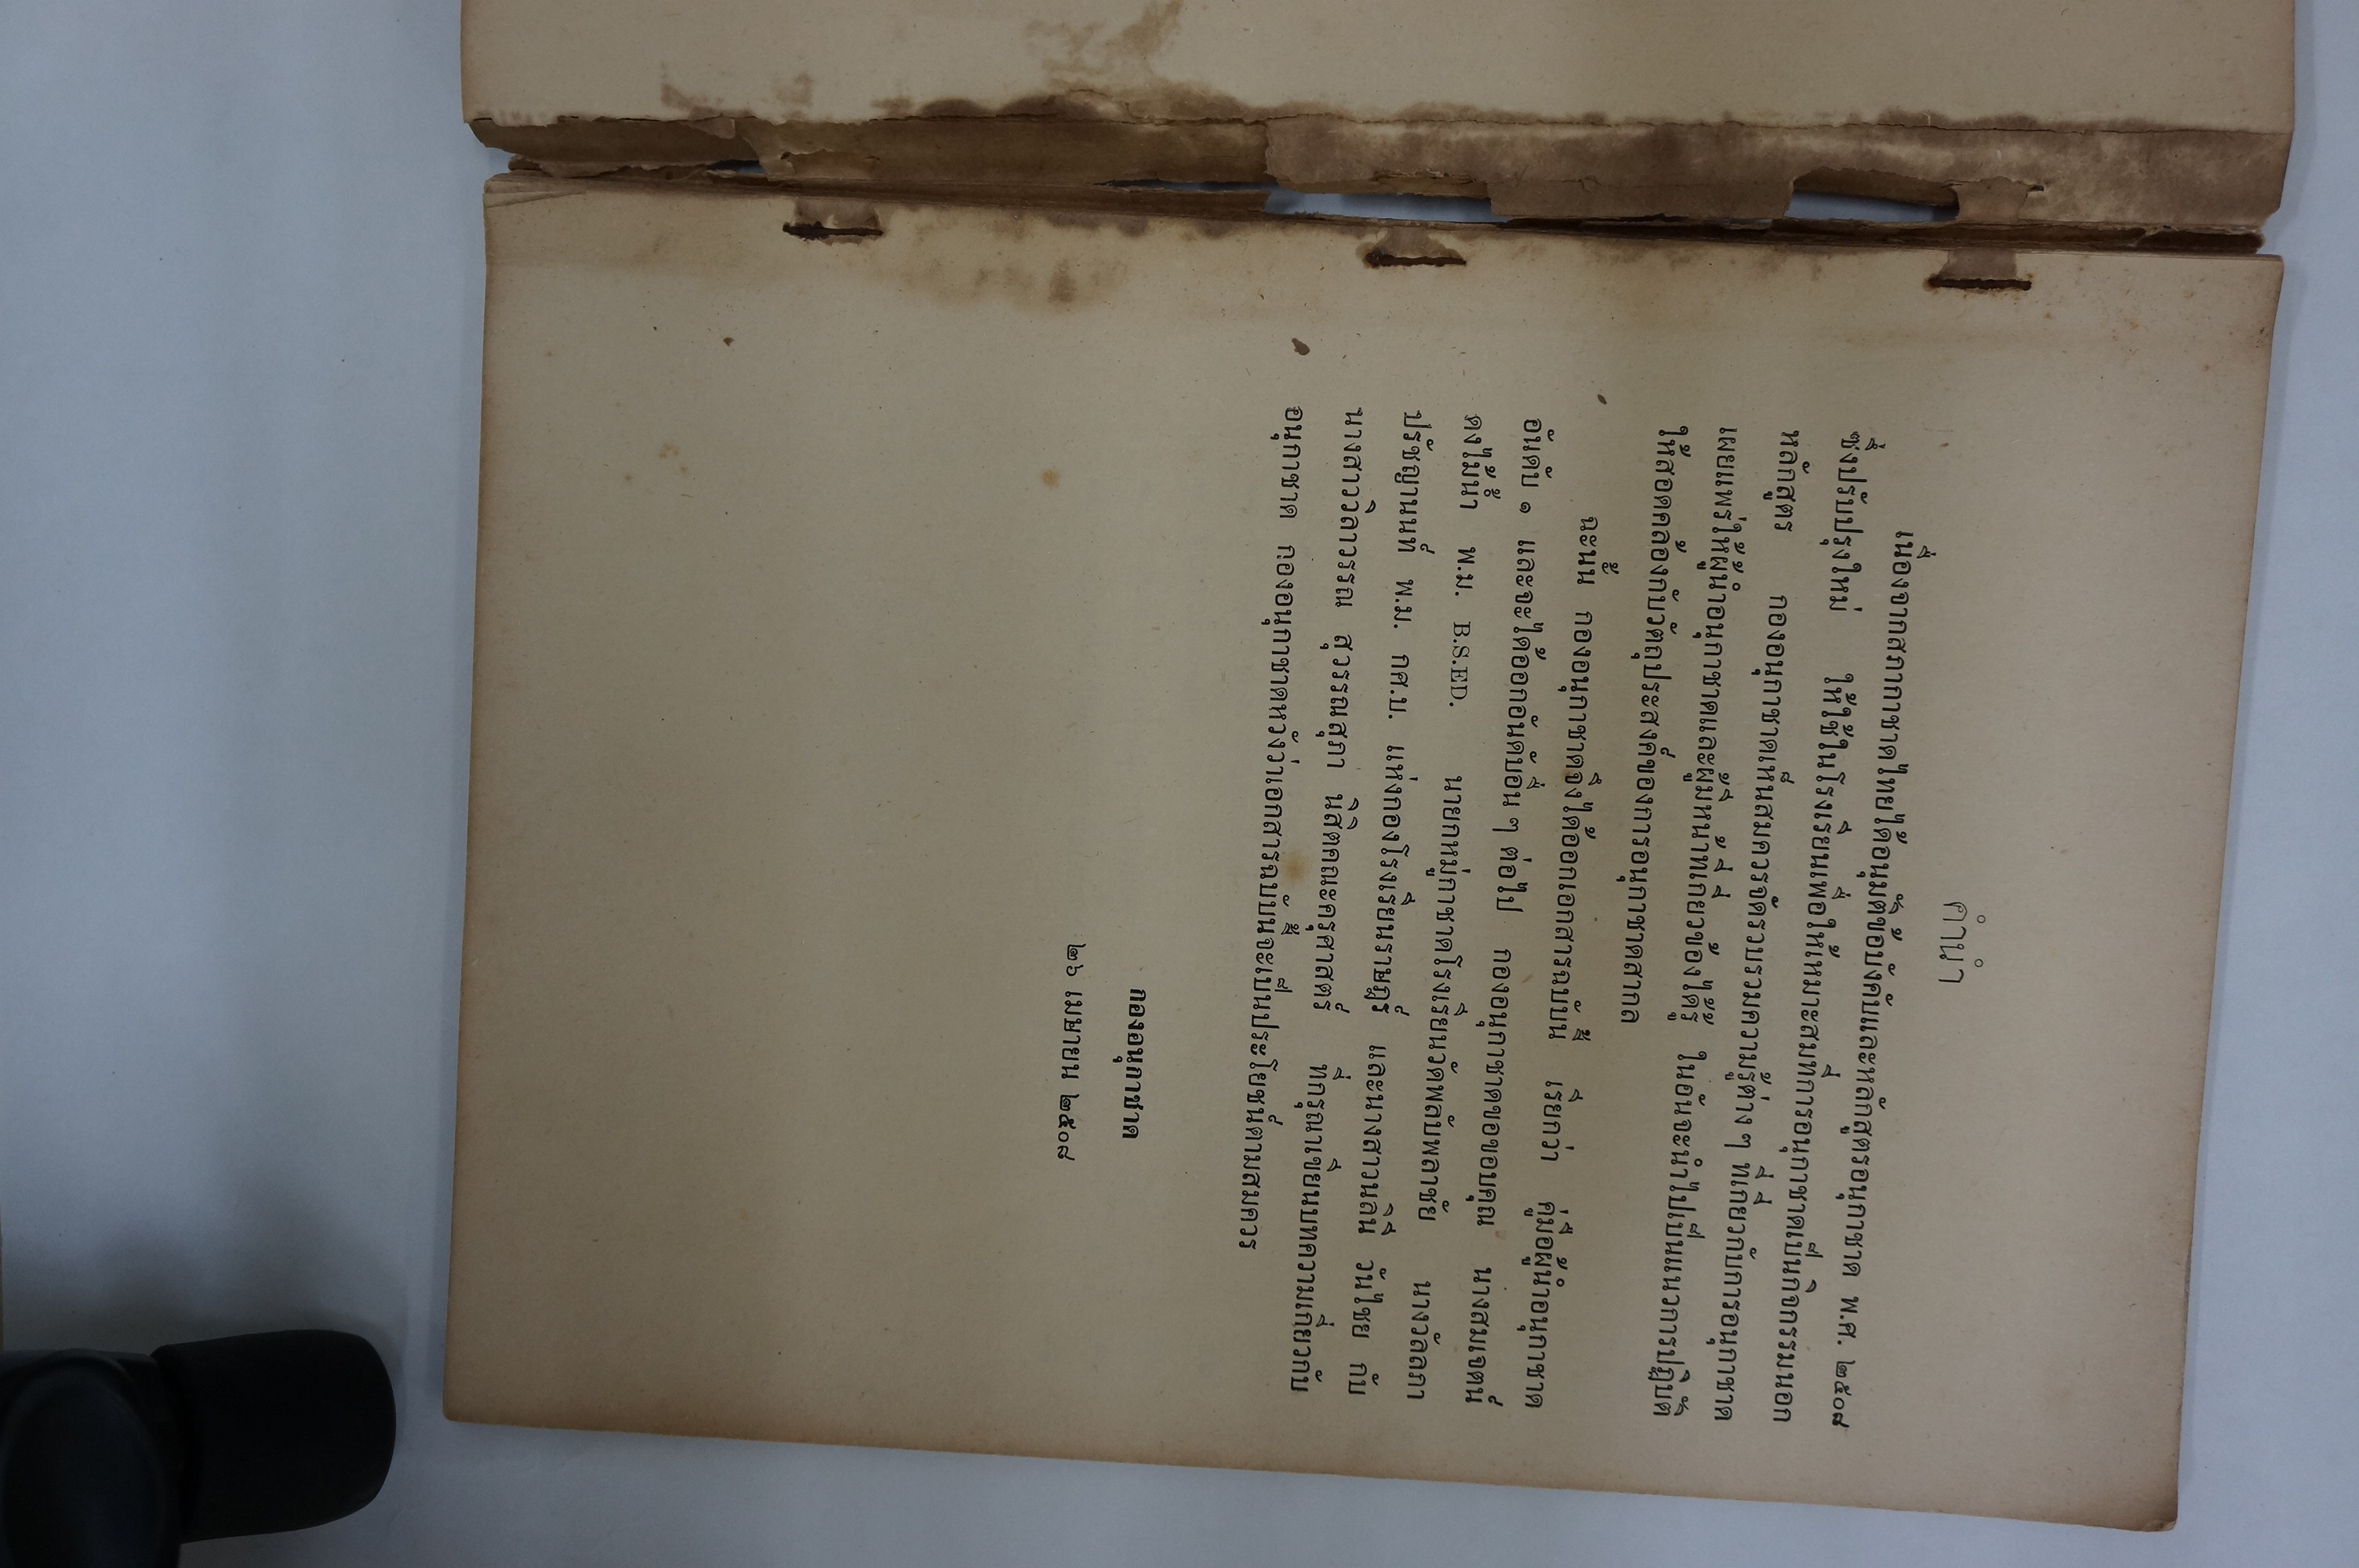 คำนำ
เนื่องจากสภากาชาดไทยได้อนุมัติข้อบังคับและหลักสูตรอนุกาชาด พ.ศ. ๒๕๐๘
ซึ่งปรับปรุงใหม่ ให้ใช้ในโรงเรียนเพื่อให้เหมาะสมที่การอนุกาชาดเป็นกิจกรรมนอก
หลักสูตร กองอนุกาชาดเห็นสมควรจัดรวบรวมความรู้ต่าง ๆ ที่เกี่ยวกับการอนุกาชาด
เผยแพร่ให้ผู้นำอนุกาชาดและผู้มีหน้าที่เกี่ยวข้องได้รู้ ในอันจะนำไปเป็นแนวการปฏิบัติ
ให้สอดคล้องกับวัตถุประสงค์ของการอนุกาชาดสากล
ฉะนั้น กองอนุกาชาดจึงได้ออกเอกสารฉบับนี้ เรียกว่า คู่มือผู้นำอนุกาชาด
อันดับ ๑ และจะได้ออกอันดับอื่น ๆ ต่อไป กองอนุกาชาดขอขอบคุณ นางสมเจตน์
คงไม้น้ำ พ.ม. B.S.ED. นายกหมู่กาชาดโรงเรียนวัดพลับพลาชัย นางวัลลภา
ปรัชญานนท์ พ.ม. กศ.บ. แห่งกองโรงเรียนราษฎร์ และนางสาวนลินี วันไชย กับ
นางสาววิลาวรรณ สุวรรณสุภา นิสิตคณะครุศาสตร์ ที่กรุณาเขียนบทความเกี่ยวกับ
อนุกาชาด กองอนุกาชาดหวังว่าเอกสารฉบับนี้จะเป็นประโยชน์ตามสมควร
กองอนุกาชาด
๒๖ เมษายน ๒๕๐๘